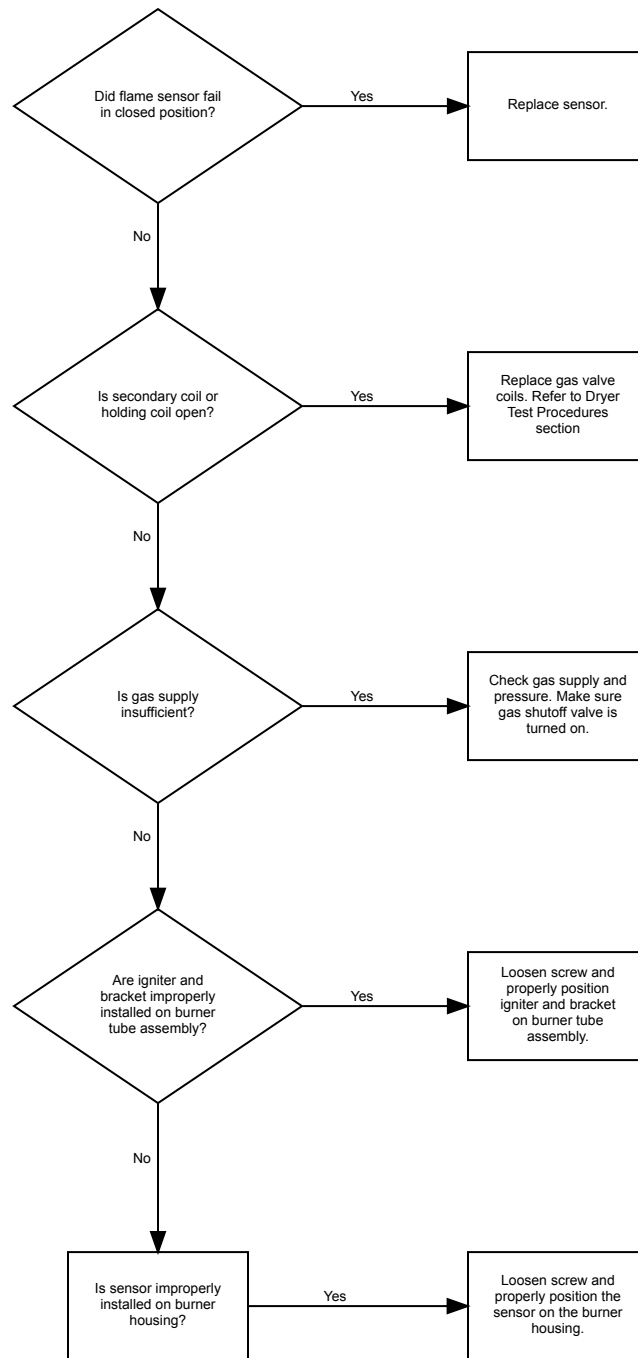 Did flame sensor fail
in closed position?
Yes
Replace sensor.
No
Is secondary coil or
holding coil open?
Yes
Replace gas valve
coils. Refer to Dryer
Test Procedures
section
No
Is gas supply
insufficient?
Yes
Check gas supply and
pressure. Make sure
gas shutoff valve is
turned on.
No
Are igniter and
bracket improperly
installed on burner
tube assembly?
Yes
Loosen screw and
properly position
igniter and bracket
on burner tube
assembly.
No
Is sensor improperly
installed on burner
housing?
Yes
Loosen screw and
properly position the
sensor on the burner
housing.